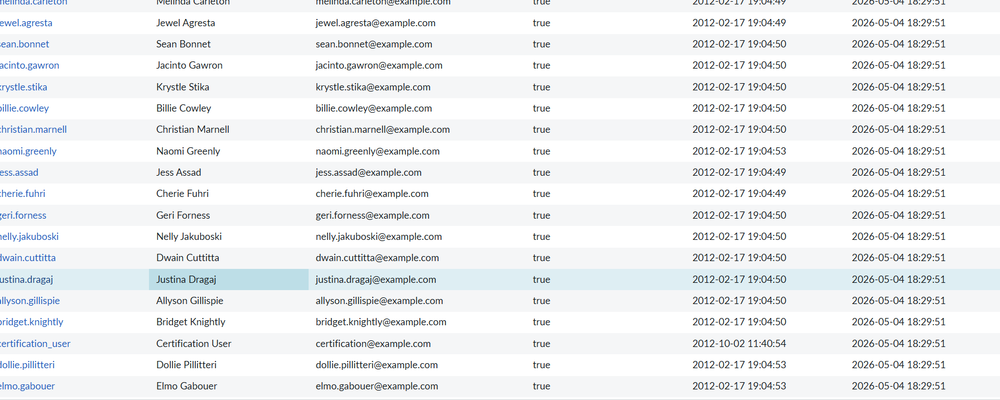 melinda.carleton Melinda Carleton melinda.carleton@example.com true 2012-02-17 19:04:49 2026-05-04 18:29:51
jewel.agresta Jewel Agresta jewel.agresta@example.com true 2012-02-17 19:04:49 2026-05-04 18:29:51
sean.bonnet Sean Bonnet sean.bonnet@example.com true 2012-02-17 19:04:50 2026-05-04 18:29:51
jacinto.gawron Jacinto Gawron jacinto.gawron@example.com true 2012-02-17 19:04:50 2026-05-04 18:29:51
krystle.stika Krystle Stika krystle.stika@example.com true 2012-02-17 19:04:50 2026-05-04 18:29:51
billie.cowley Billie Cowley billie.cowley@example.com true 2012-02-17 19:04:50 2026-05-04 18:29:51
christian.marnell Christian Marnell christian.marnell@example.com true 2012-02-17 19:04:50 2026-05-04 18:29:51
naomi.greenly Naomi Greenly naomi.greenly@example.com true 2012-02-17 19:04:53 2026-05-04 18:29:51
jess.assad Jess Assad jess.assad@example.com true 2012-02-17 19:04:49 2026-05-04 18:29:51
cherie.fuhri Cherie Fuhri cherie.fuhri@example.com true 2012-02-17 19:04:49 2026-05-04 18:29:51
geri.forness Geri Forness geri.forness@example.com true 2012-02-17 19:04:50 2026-05-04 18:29:51
nelly.jakuboski Nelly Jakuboski nelly.jakuboski@example.com true 2012-02-17 19:04:50 2026-05-04 18:29:51
dwain.cuttitta Dwain Cuttitta dwain.cuttitta@example.com true 2012-02-17 19:04:50 2026-05-04 18:29:51
justina.dragaj Justina Dragaj justina.dragaj@example.com true 2012-02-17 19:04:50 2026-05-04 18:29:51
allyson.gillispie Allyson Gillispie allyson.gillispie@example.com true 2012-02-17 19:04:50 2026-05-04 18:29:51
bridget.knightly Bridget Knightly bridget.knightly@example.com true 2012-02-17 19:04:50 2026-05-04 18:29:51
certification_user Certification User certification@example.com true 2012-10-02 11:40:54 2026-05-04 18:29:51
dollie.pillitteri Dollie Pillitteri dollie.pillitteri@example.com true 2012-02-17 19:04:53 2026-05-04 18:29:51
elmo.gabouer Elmo Gabouer elmo.gabouer@example.com true 2012-02-17 19:04:53 2026-05-04 18:29:51